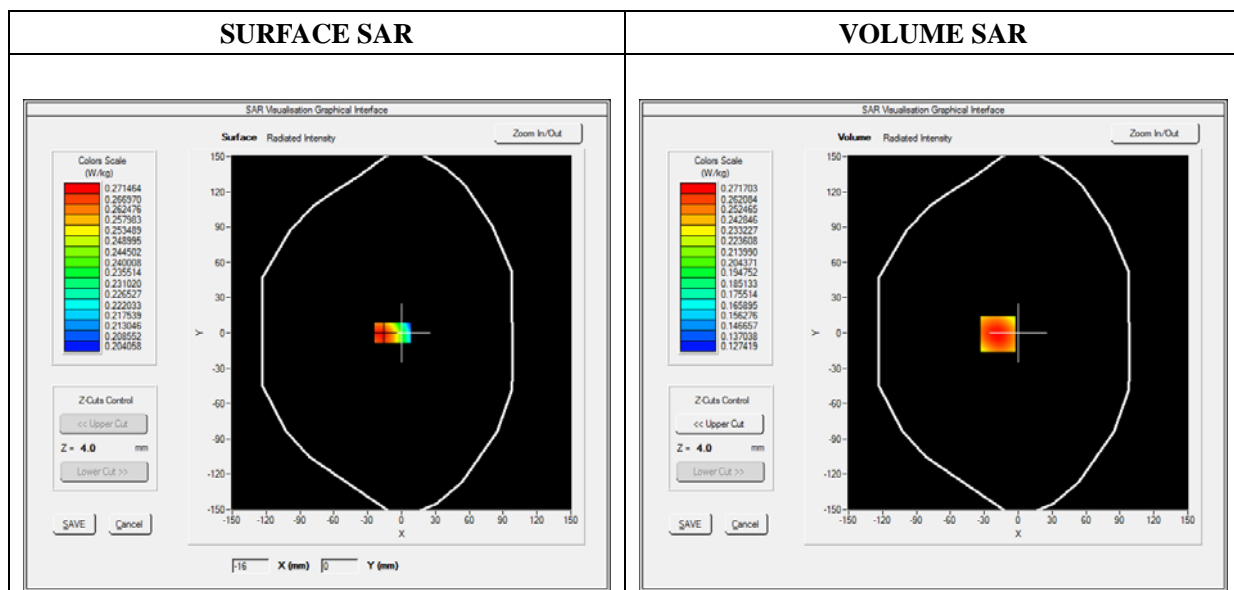 SURFACE SAR
VOLUME SAR
SAR Visualisation Graphical Interface
Surface Radiated Intensity
Zoom In/Out
Colors Scale
(W/kg)
0.271464
0.266970
0.262476
0.257983
0.253489
0.248995
0.244502
0.240008
0.235514
0.231020
0.226527
0.222033
0.217539
0.213046
0.208552
0.204058
Z-Cuts Control
<< Upper Cut
Z = 4.0 mm
Lower Cut >>
SAVE Cancel
150
120
90
60
30
0
-30
-60
-90
-120
-150
Y
-150 -120 -90 -60 -30 0 30 60 90 120 150
X
-16 X (mm) 0 Y (mm)
SAR Visualisation Graphical Interface
Volume Radiated Intensity
Zoom In/Out
Colors Scale
(W/kg)
0.271703
0.262084
0.252465
0.242846
0.233227
0.223608
0.213990
0.204371
0.194752
0.185133
0.175514
0.165895
0.156276
0.146657
0.137038
0.127419
Z-Cuts Control
<< Upper Cut
Z = 4.0 mm
Lower Cut >>
SAVE Cancel
150
120
90
60
30
0
-30
-60
-90
-120
-150
Y
-150 -120 -90 -60 -30 0 30 60 90 120 150
X